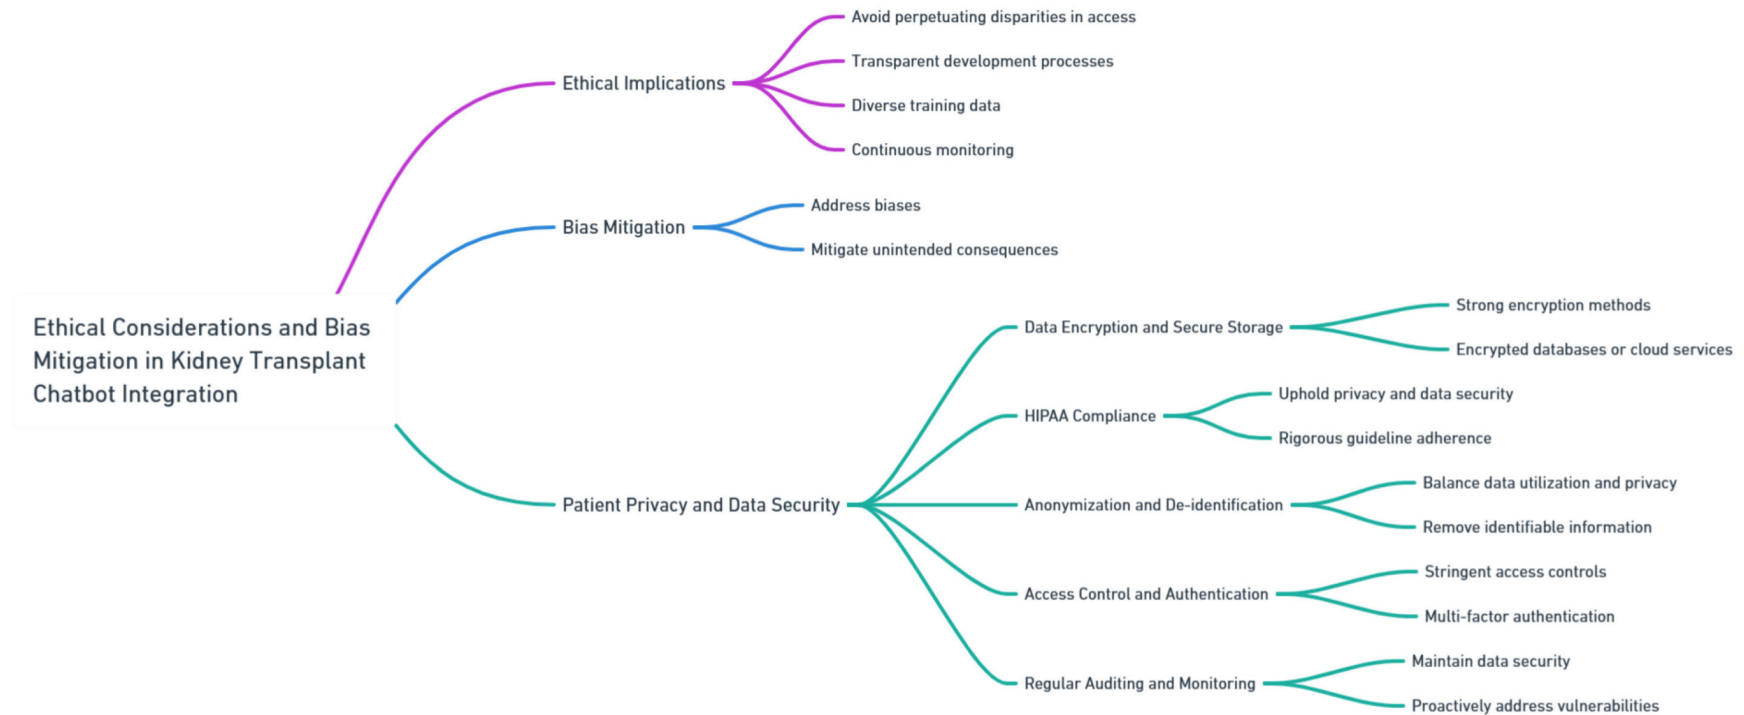 Ethical Considerations and Bias
Mitigation in Kidney Transplant
Chatbot Integration
Ethical Implications
Avoid perpetuating disparities in access
Transparent development processes
Diverse training data
Continuous monitoring
Bias Mitigation
Address biases
Mitigate unintended consequences
Patient Privacy and Data Security
Data Encryption and Secure Storage
Strong encryption methods
Encrypted databases or cloud services
HIPAA Compliance
Uphold privacy and data security
Rigorous guideline adherence
Anonymization and De-identification
Balance data utilization and privacy
Remove identifiable information
Access Control and Authentication
Stringent access controls
Multi-factor authentication
Regular Auditing and Monitoring
Maintain data security
Proactively address vulnerabilities